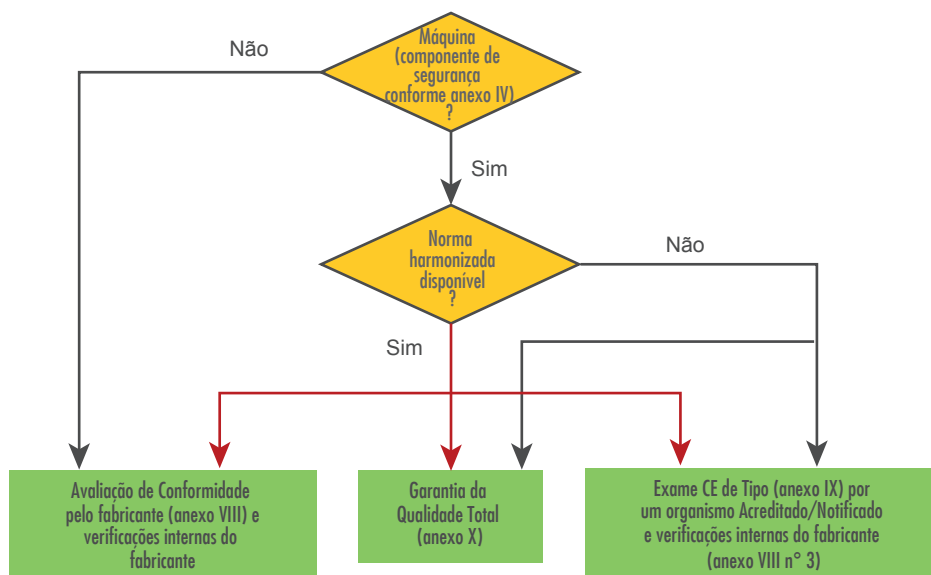 Máquina
(componente de
segurança
conforme anexo IV)
?
Não
Sim
Norma
harmonizada
disponível
?
Não
Sim
Avaliação de Conformidade
pelo fabricante (anexo VIII) e
verificações internas do
fabricante
Garantia da
Qualidade Total
(anexo X)
Exame CE de Tipo (anexo IX) por
um organismo Acreditado/Notificado
e verificações internas do fabricante
(anexo VIII n° 3)